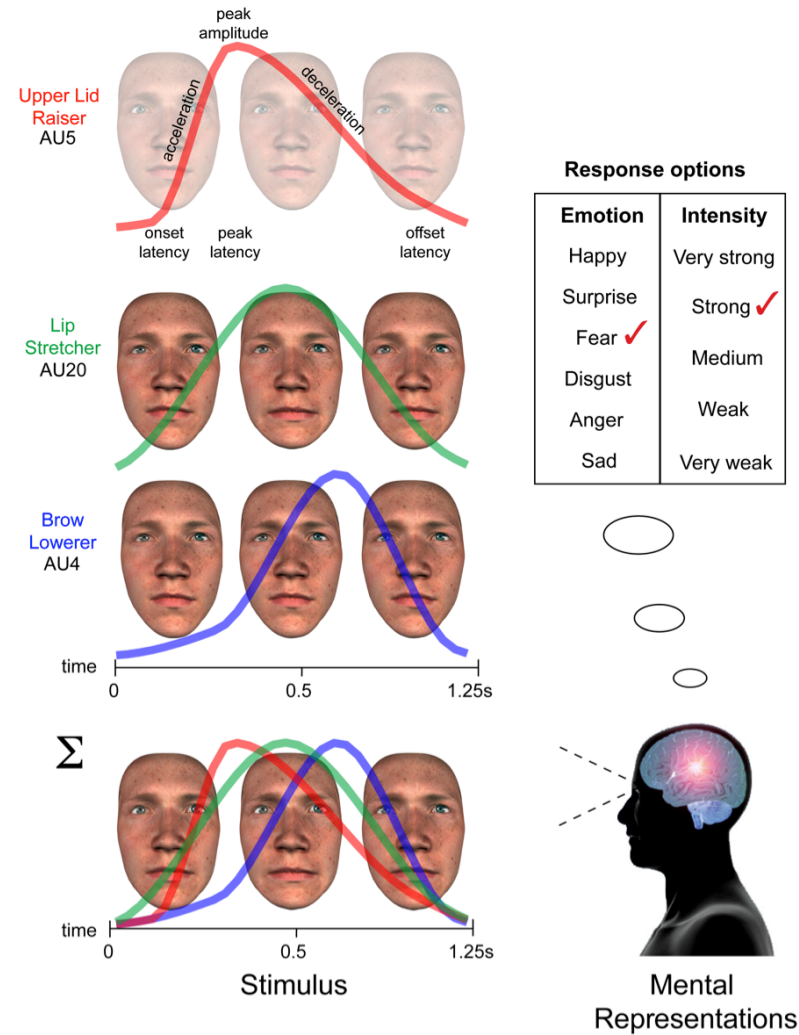 peak
amplitude
Upper Lid
Raiser
AU5
acceleration
deceleration
onset
latency
peak
latency
offset
latency
Lip
Stretcher
AU20
Brow
Lowerer
AU4
time
0
0.5
1.25s
Σ
time
0
0.5
1.25s
Stimulus
Response options
Emotion Intensity
Happy Very strong
Surprise Strong ✓
Fear ✓ Medium
Disgust Weak
Anger Very weak
Sad
Mental
Representations